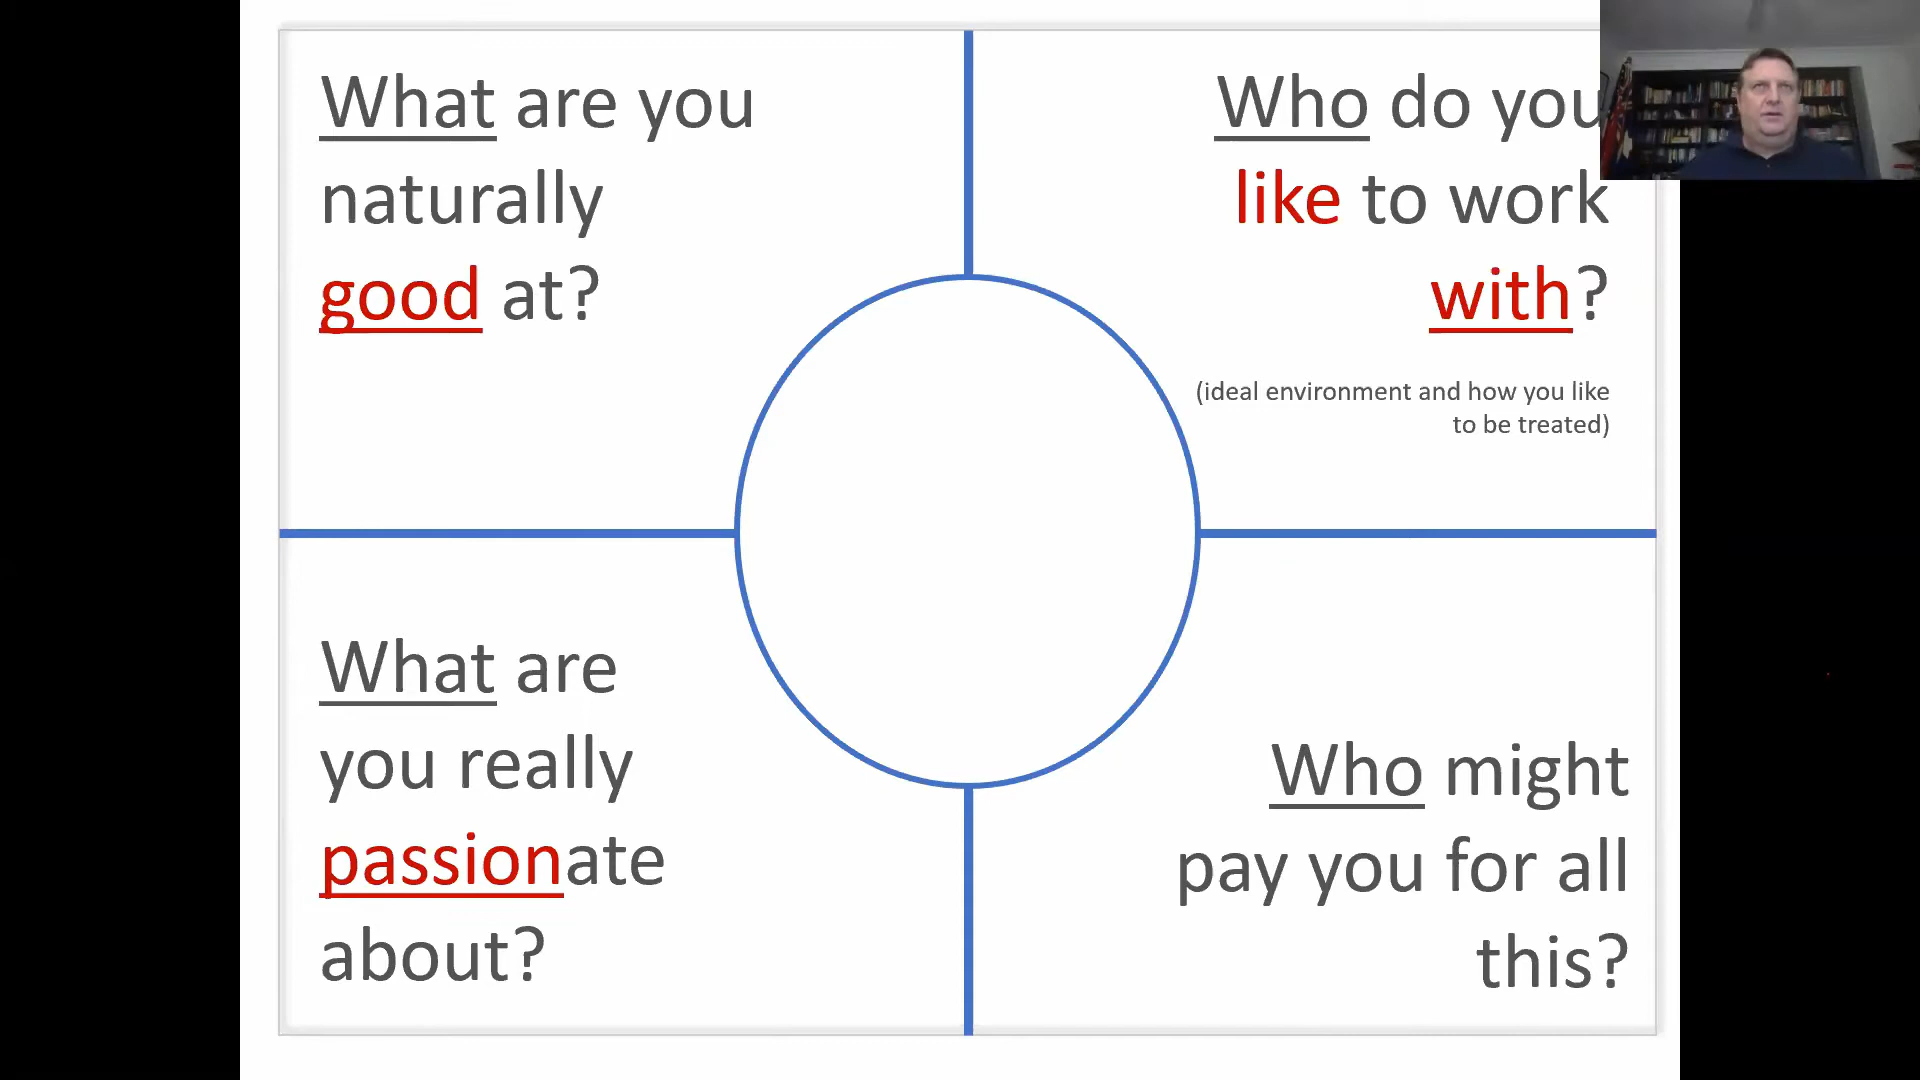 What are you
naturally
good at?
Who do you
like to work
with?
(ideal environment and how you like
to be treated)
What are
you really
passionate
about?
Who might
pay you for all
this?